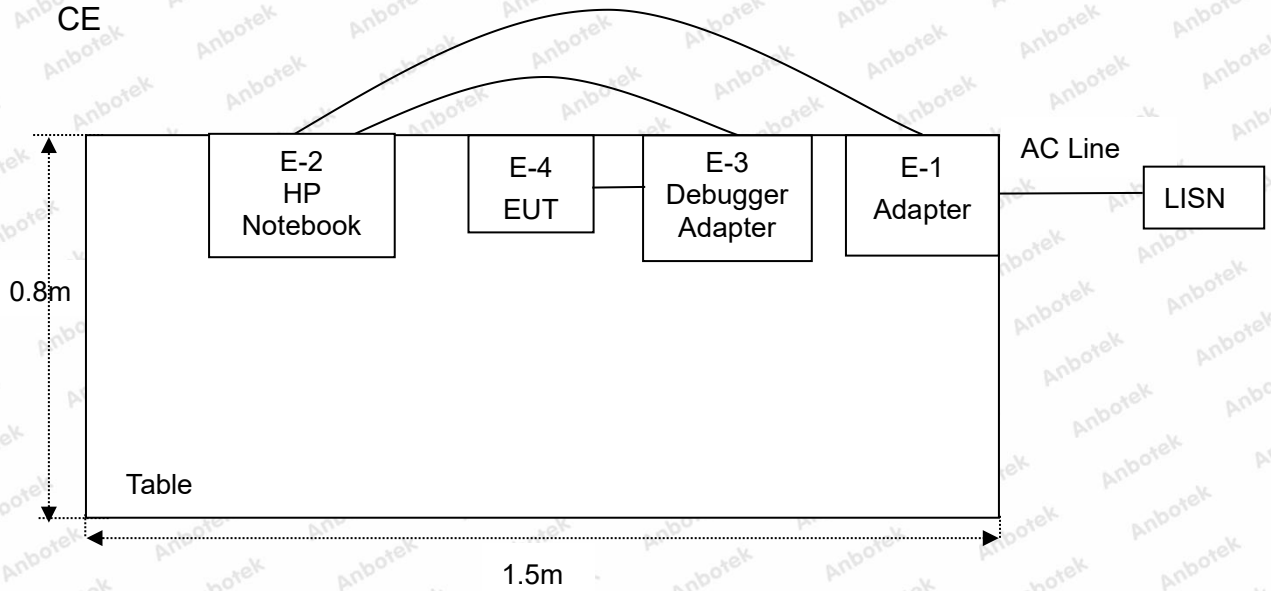 CE
E-2
HP
Notebook
E-4
EUT
E-3
Debugger
Adapter
E-1
Adapter
AC Line
LISN
0.8m
Table
1.5m
Anbotek